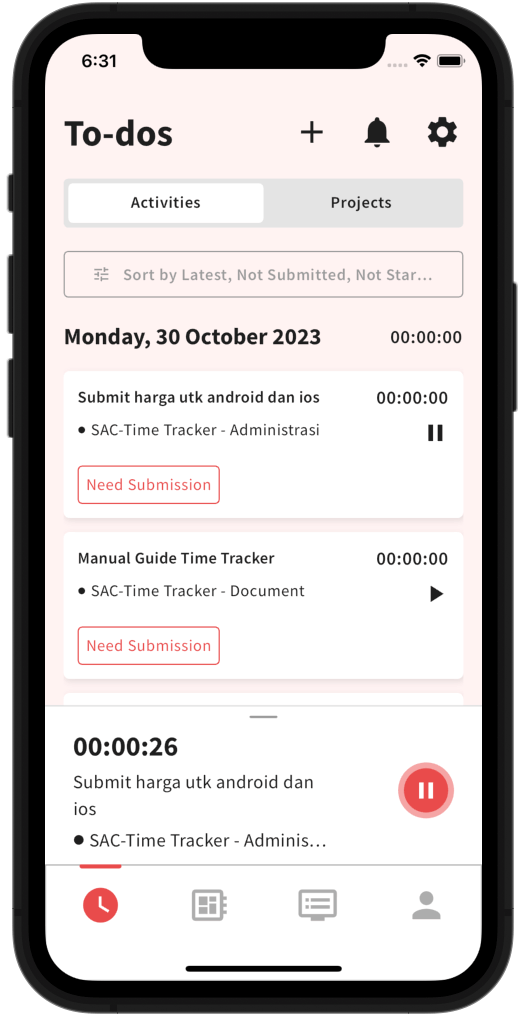 6:31
To-dos
Activities
Projects
Sort by Latest, Not Submitted, Not Star...
Monday, 30 October 2023
00:00:00
Submit harga utk android dan ios
00:00:00
SAC-Time Tracker - Administrasi
Need Submission
Manual Guide Time Tracker
00:00:00
SAC-Time Tracker - Document
Need Submission
00:00:26
Submit harga utk android dan
ios
SAC-Time Tracker - Adminis...